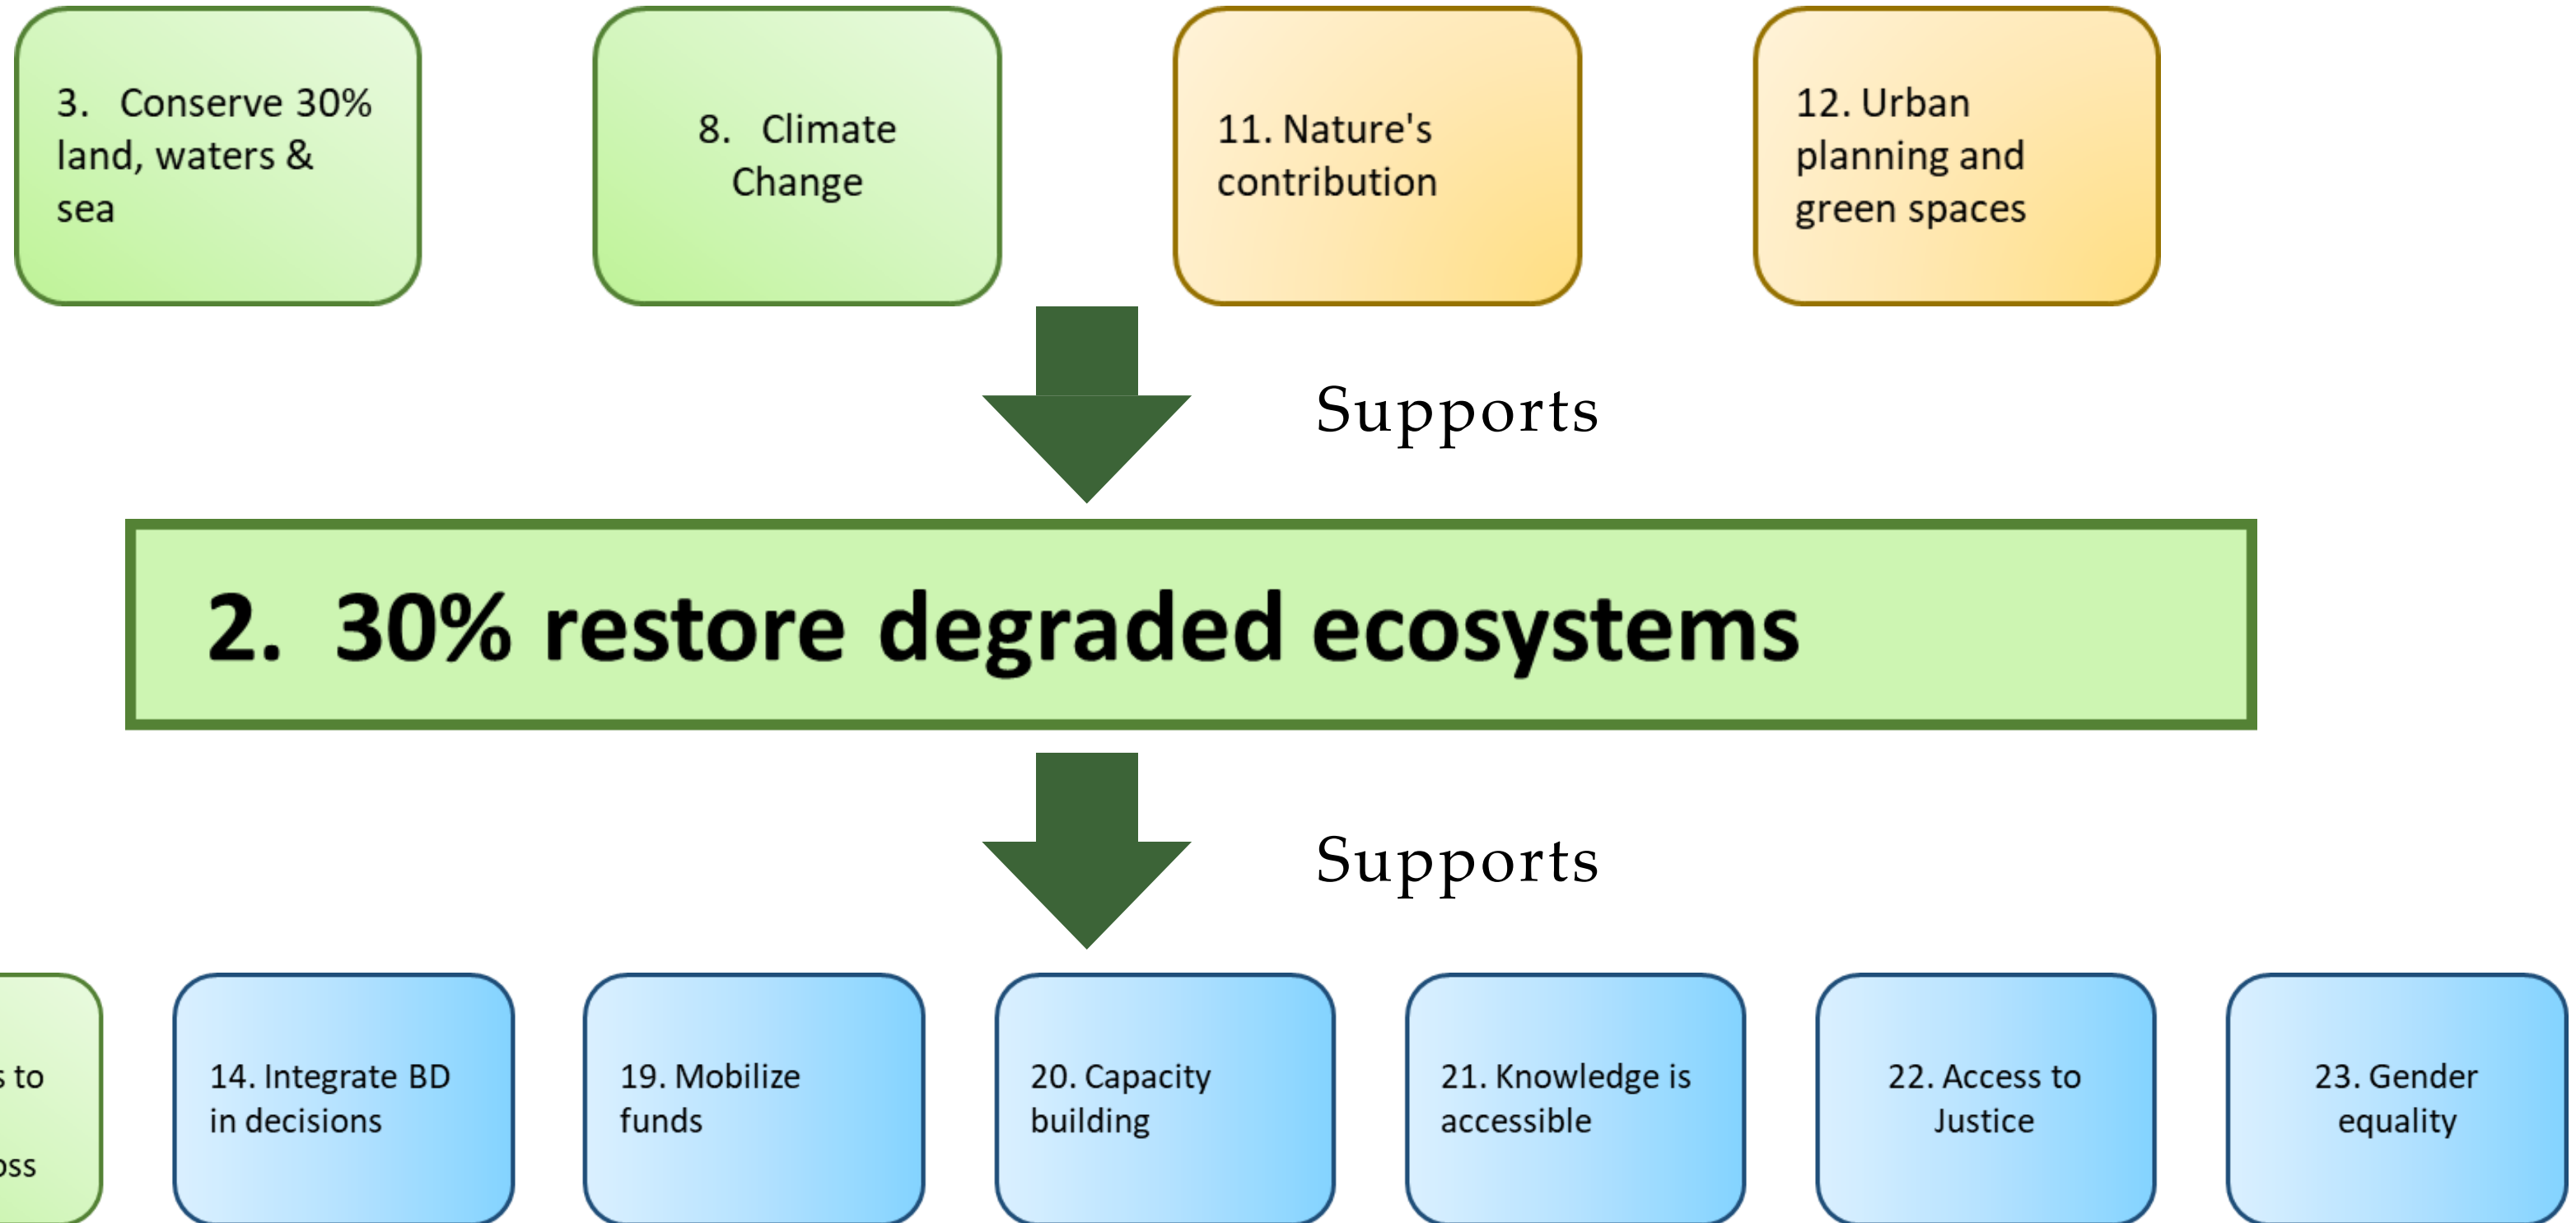 3. Conserve 30%
land, waters &
sea
8. Climate
Change
11. Nature's
contribution
12. Urban
planning and
green spaces
Supports
2. 30% restore degraded ecosystems
Supports
to
14. Integrate BD
in decisions
19. Mobilize
funds
20. Capacity
building
21. Knowledge is
accessible
22. Access to
Justice
23. Gender
equality